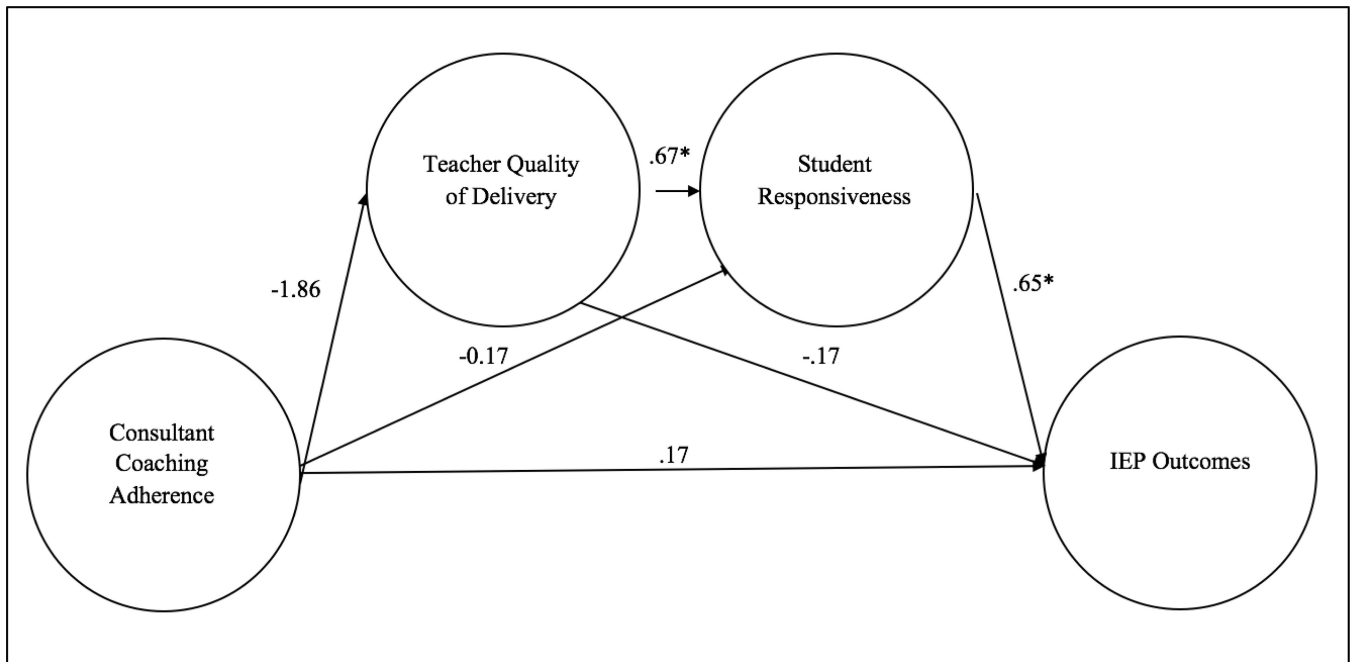 Teacher Quality
of Delivery
.67*
Student
Responsiveness
-1.86
.65*
-0.17
-.17
Consultant
Coaching
Adherence
.17
IEP Outcomes